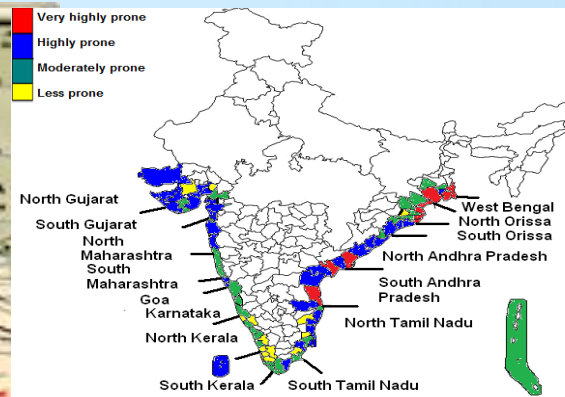 Very highly prone
Highly prone
Moderately prone
Less prone
North Gujarat
South Gujarat
North
Maharashtra
South
Maharashtra
Goa
Karnataka
North Kerala
South Kerala
West Bengal
North Orissa
South Orissa
North Andhra Pradesh
South Andhra
Pradesh
North Tamil Nadu
South Tamil Nadu